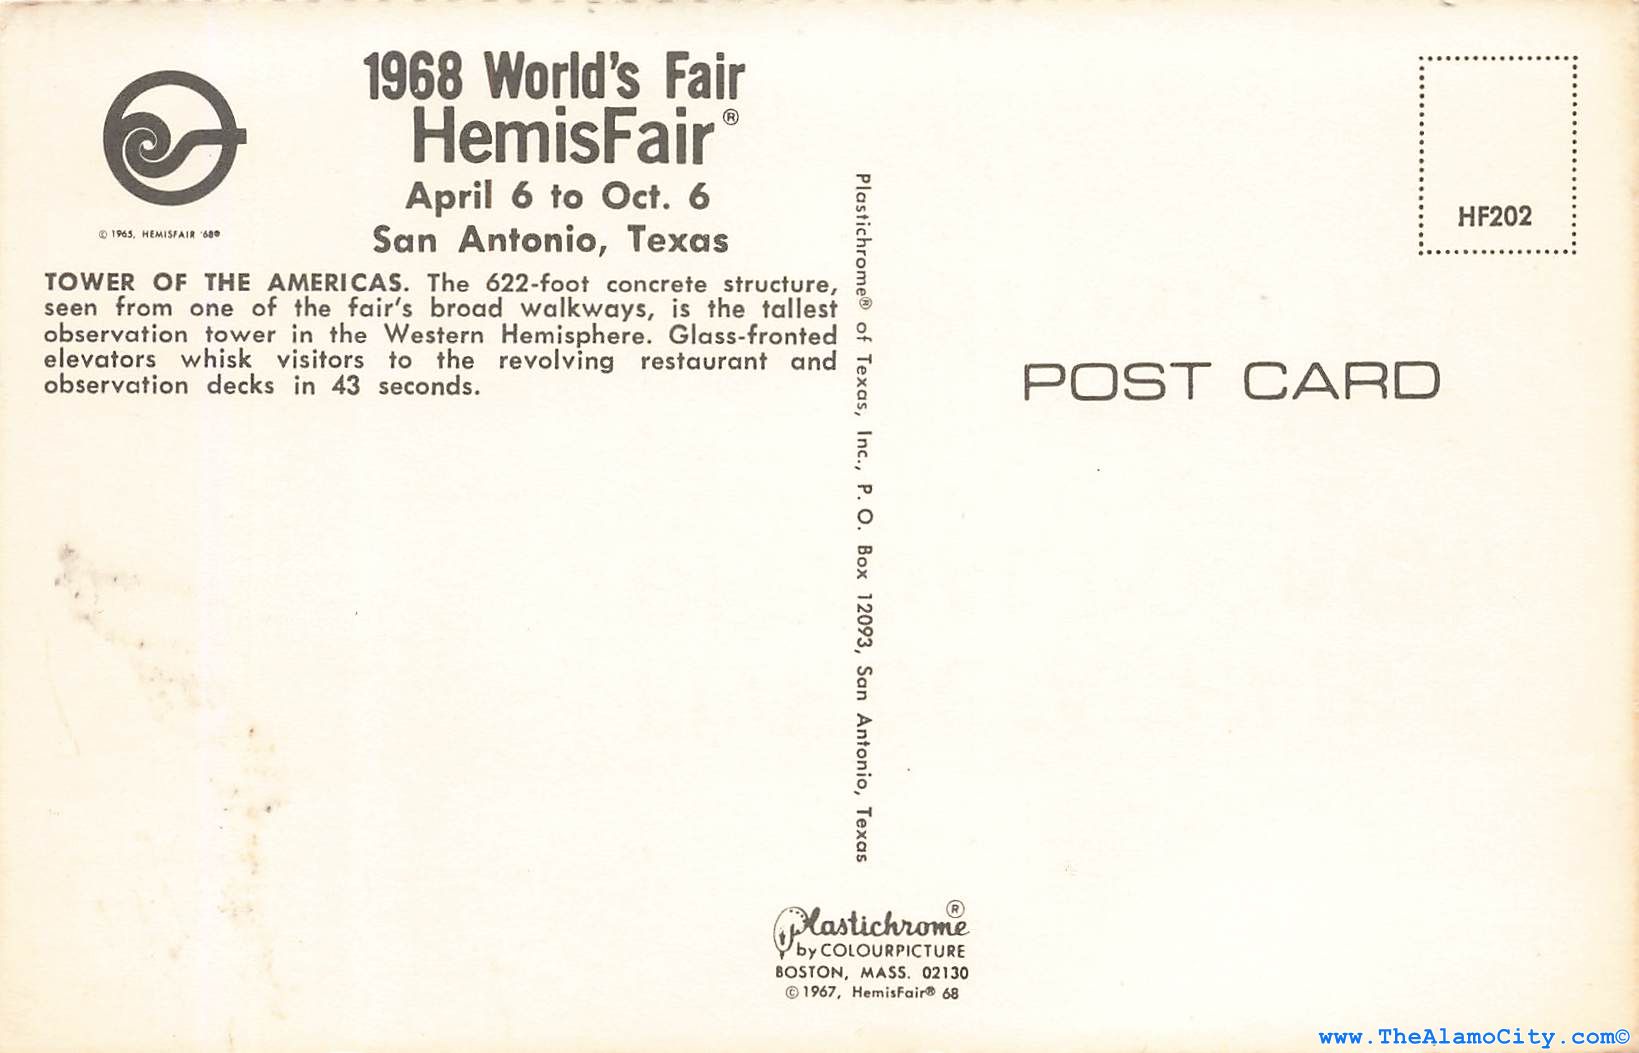 1968 World's Fair
HemisFair®
April 6 to Oct. 6
San Antonio, Texas
© 1965, HEMISFAIR '68®
TOWER OF THE AMERICAS. The 622-foot concrete structure,
seen from one of the fair's broad walkways, is the tallest
observation tower in the Western Hemisphere. Glass-fronted
elevators whisk visitors to the revolving restaurant and
observation decks in 43 seconds.
Plastichrome® of Texas, Inc., P. O. Box 12093, San Antonio, Texas
HF202
POST CARD
Plastichrome®
by COLOURPICTURE
BOSTON, MASS. 02130
© 1967, HemisFair® 68
www.TheAlamoCity.com©